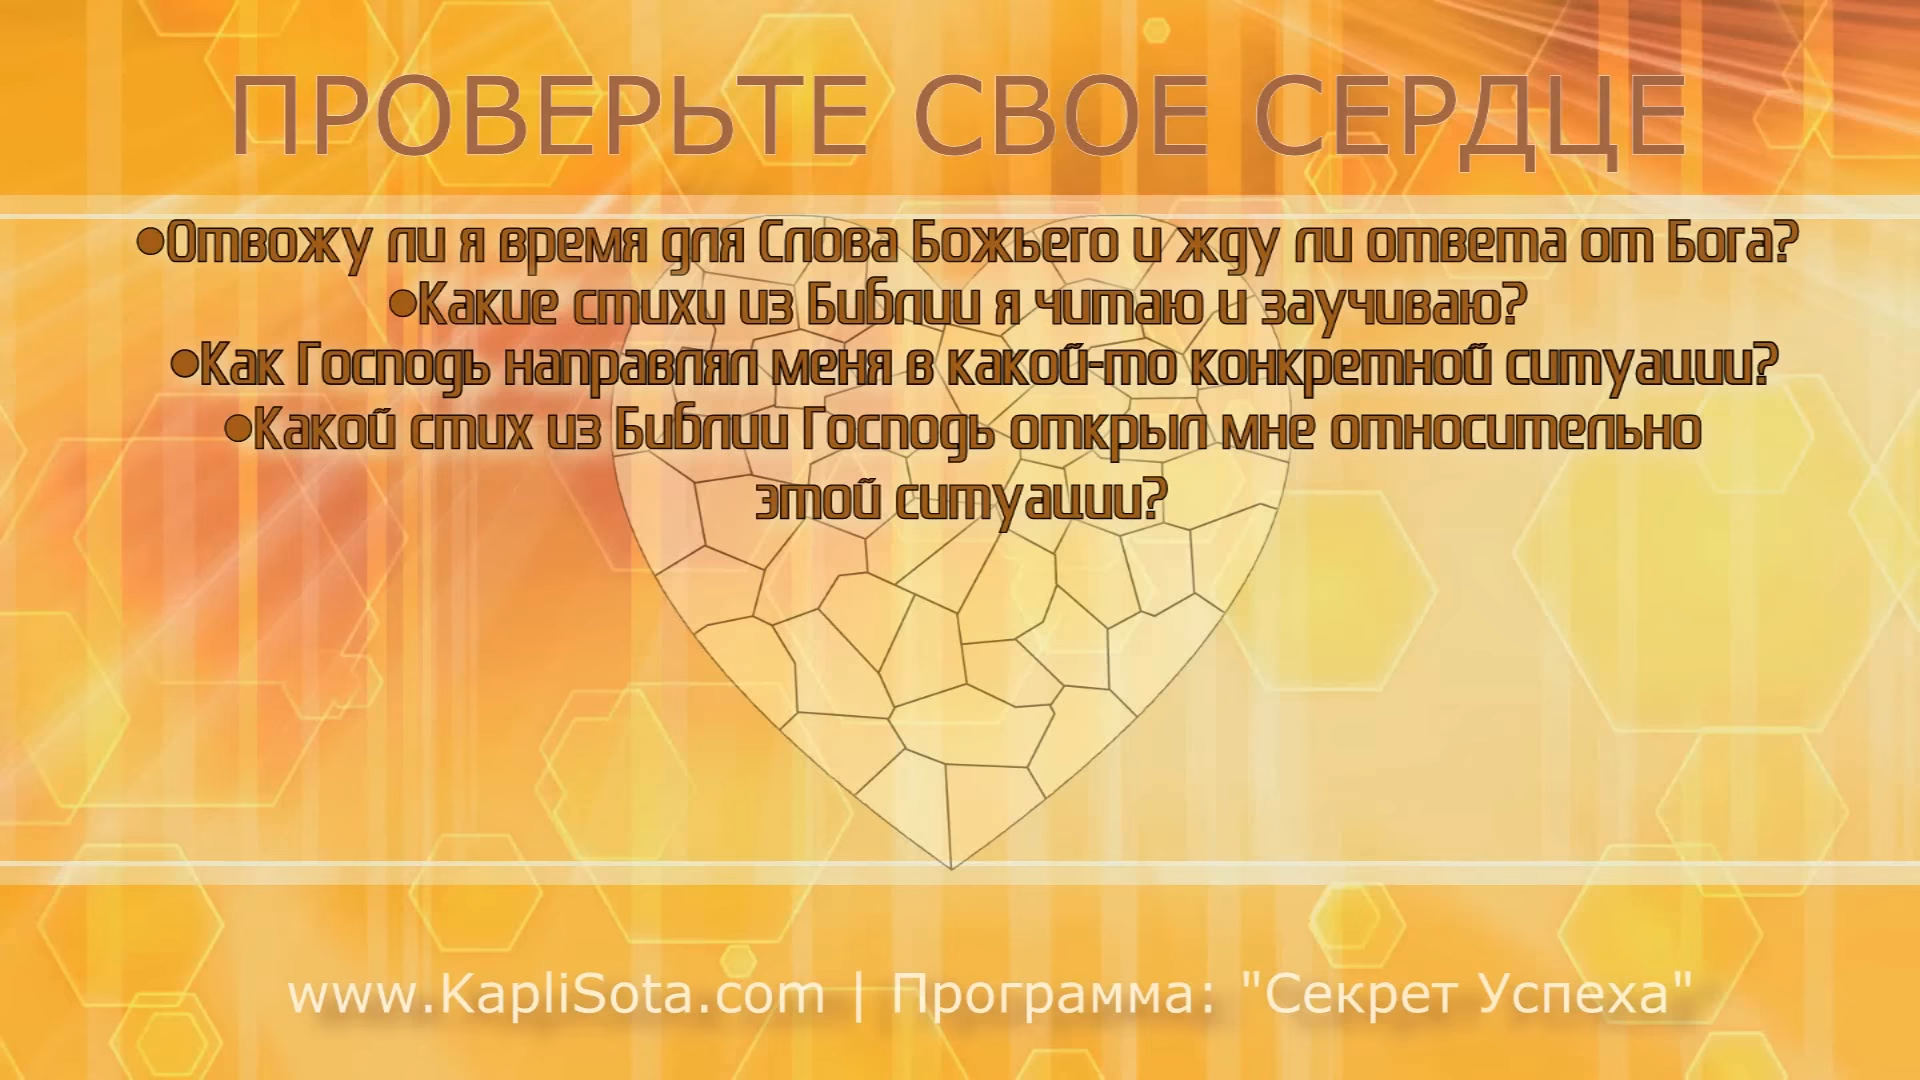 ПРОВЕРЬТЕ СВОЕ СЕРДЦЕ
•Отвожу ли я время для Слова Божьего и жду ли ответа от Бога?
•Какие стихи из Библии я читаю и заучиваю?
•Как Господь направлял меня в какой-то конкретной ситуации?
•Какой стих из Библии Господь открыл мне относительно
этой ситуации?
www.KapliSota.com | Программа: "Секрет Успеха"